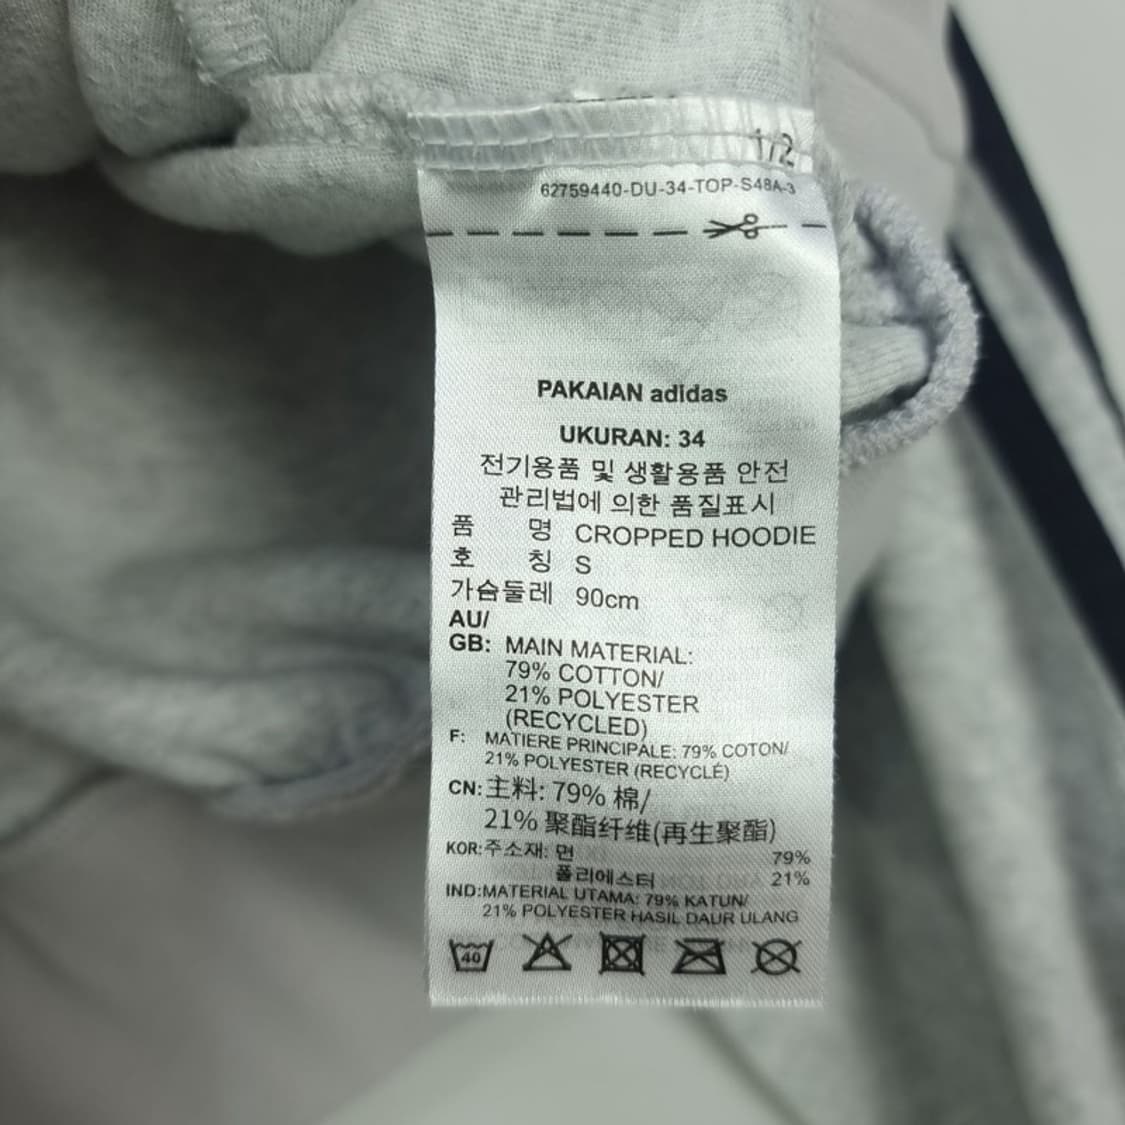 1/2
62759440-DU-34-TOP-S48A-3
PAKAIAN adidas
UKURAN: 34
전기용품 및 생활용품 안전
관리법에 의한 품질표시
품 명 CROPPED HOODIE
호 칭 S
가슴둘레 90cm
AU/
GB: MAIN MATERIAL:
79% COTTON/
21% POLYESTER
(RECYCLED)
F: MATIERE PRINCIPALE: 79% COTON/
21% POLYESTER (RECYCLÉ)
CN: 主料: 79% 棉/
21% 聚酯纤维(再生聚酯)
KOR: 주소재: 면 79%
폴리에스터 21%
IND: MATERIAL UTAMA: 79% KATUN/
21% POLYESTER HASIL DAUR ULANG
40